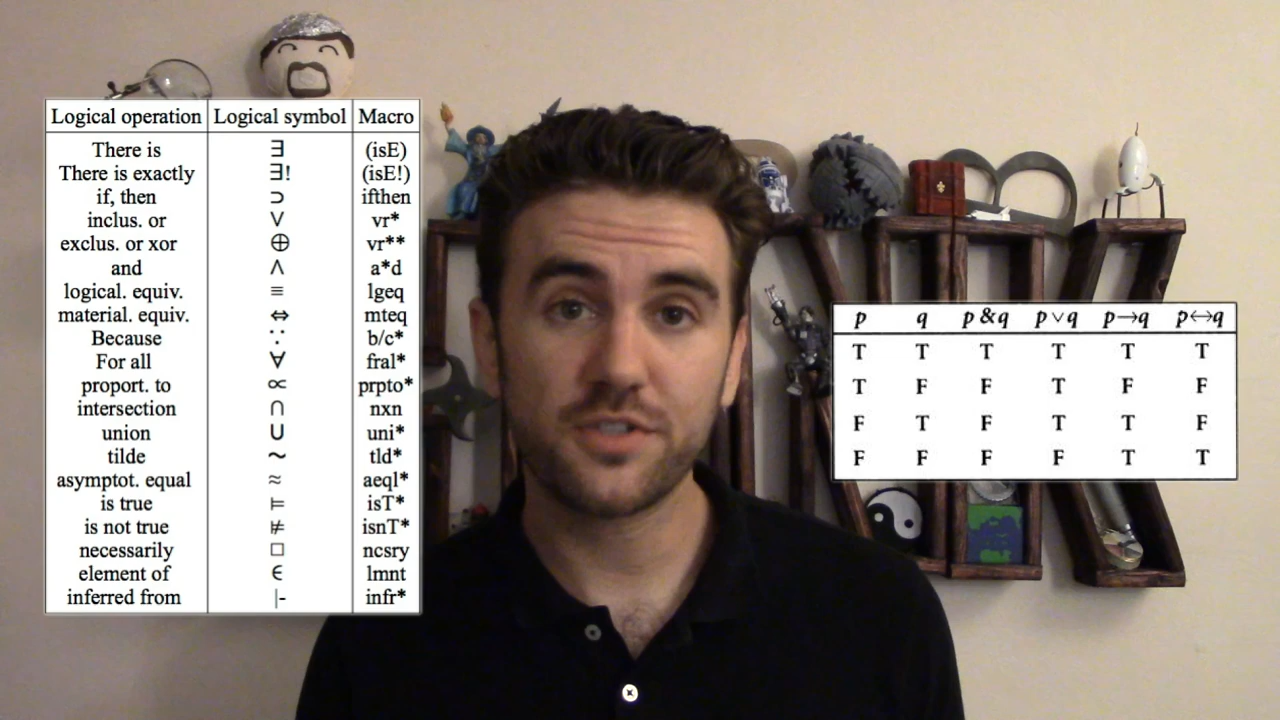 Logical operation Logical symbol Macro
There is ∃ (isE)
There is exactly ∃! (isE!)
if, then ⊃ ifthen
inclus. or ∨ vr*
exclus. or xor ⊕ vr**
and ∧ a*d
logical. equiv. ≡ lgeq
material. equiv. ⇔ mteq
Because ∵ b/c*
For all ∀ fral*
proport. to ∝ prpto*
intersection ∩ nxn
union ∪ uni*
tilde ~ tld*
asymptot. equal ≈ aeql*
is true ⊨ isT*
is not true ⊭ isnT*
necessarily □ ncsry
element of ϵ lmnt
inferred from |- infr*
p q p & q p ∨ q p→q p↔q
T T T T T T
T F F T F F
F T F T T F
F F F F T T